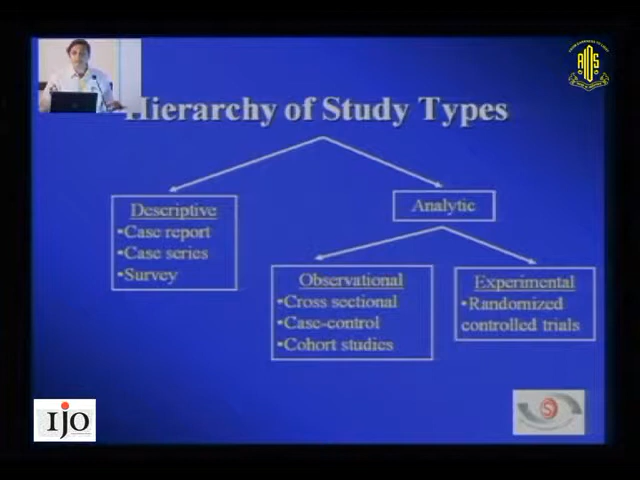 AIOS
Hierarchy of Study Types
Descriptive
•Case report
•Case series
•Survey
Analytic
Observational
•Cross sectional
•Case-control
•Cohort studies
Experimental
•Randomized
controlled trials
IJO
S